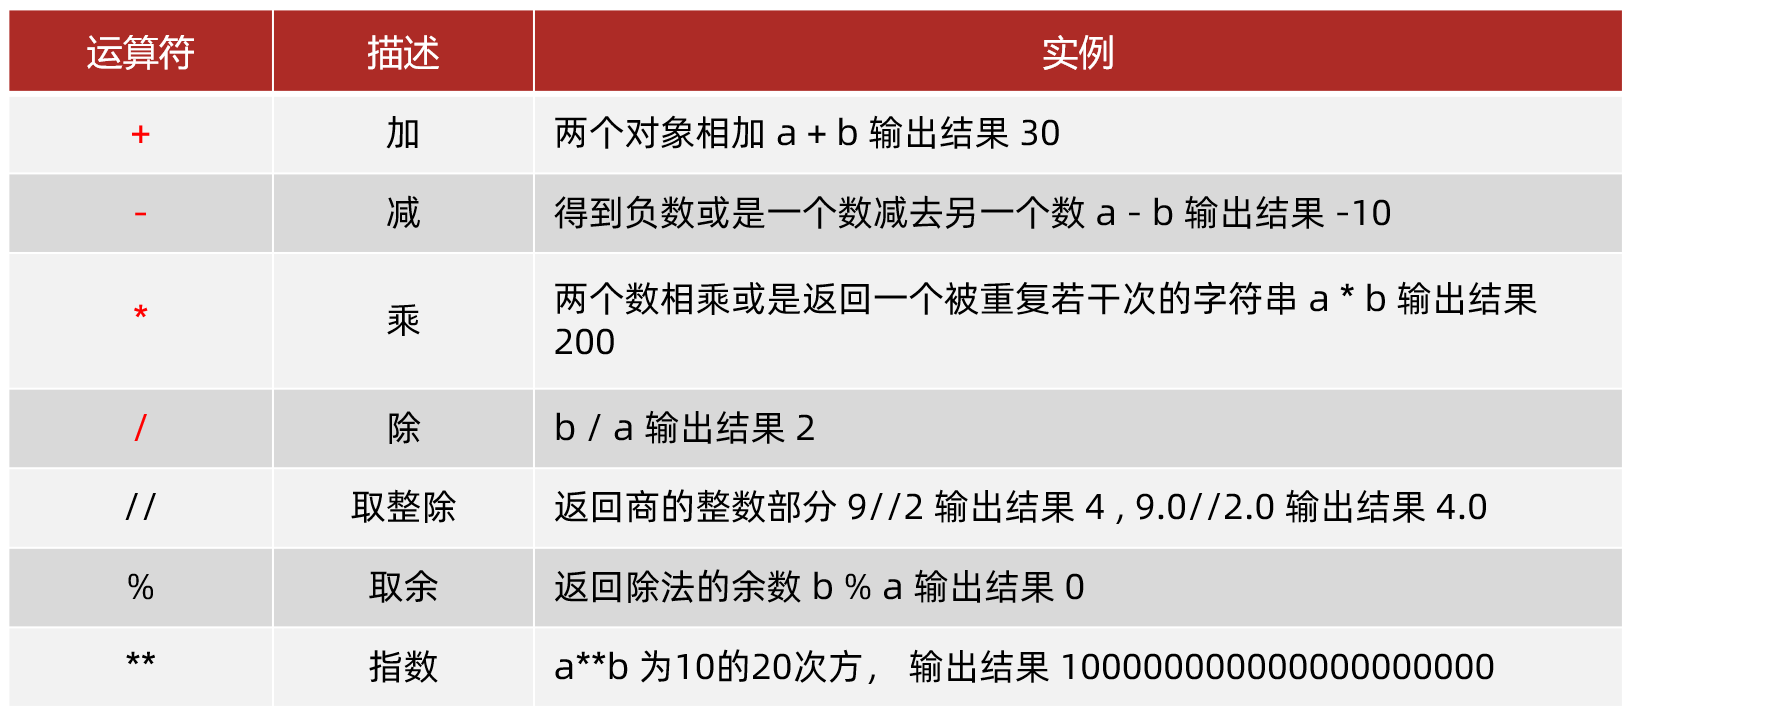 运算符 描述 实例
+ 加 两个对象相加 a + b 输出结果 30
- 减 得到负数或是一个数减去另一个数 a - b 输出结果 -10
* 乘 两个数相乘或是返回一个被重复若干次的字符串 a * b 输出结果
200
/ 除 b / a 输出结果 2
// 取整除 返回商的整数部分 9//2 输出结果 4 , 9.0//2.0 输出结果 4.0
% 取余 返回除法的余数 b % a 输出结果 0
** 指数 a**b 为10的20次方， 输出结果 100000000000000000000